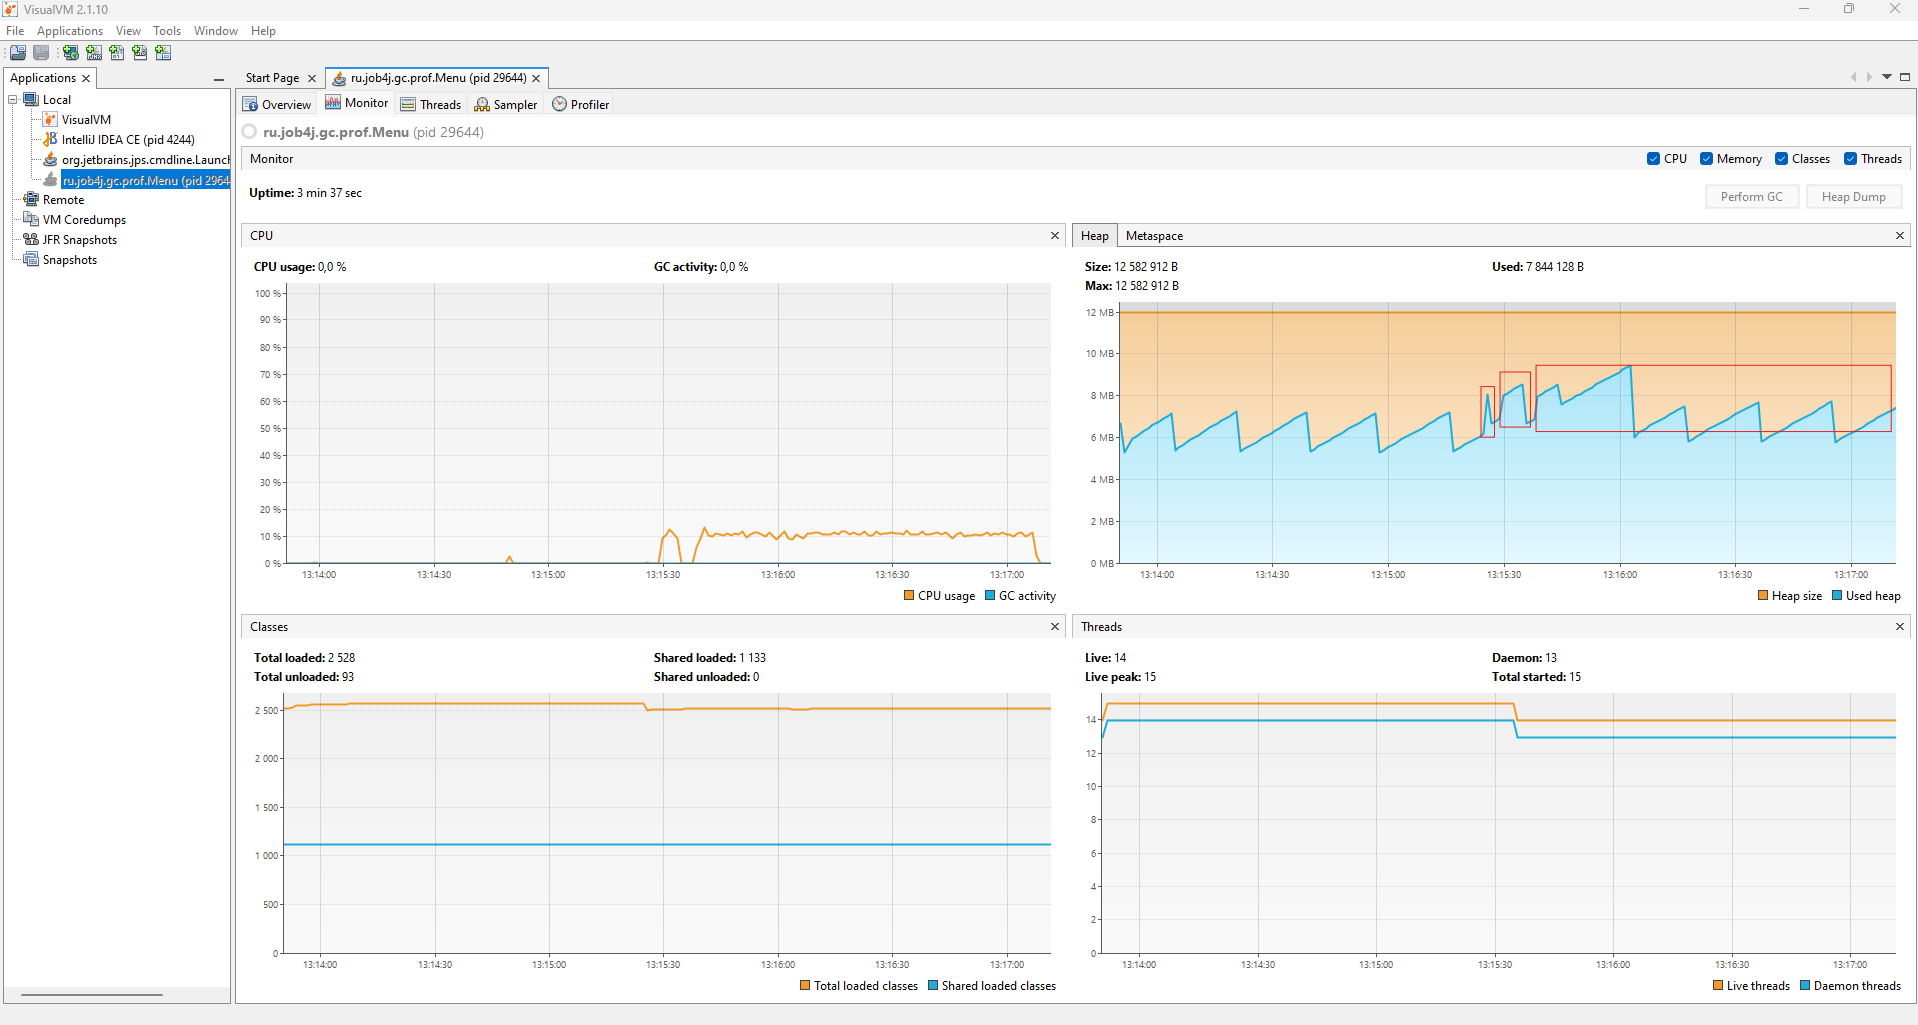 VisualVM 2.1.10
File Applications View Tools Window Help
Applications
Start Page
ru.job4j.gc.prof.Menu (pid 29644)
Local
VisualVM
IntelliJ IDEA CE (pid 4244)
org.jetbrains.jps.cmdline.Launch
ru.job4j.gc.prof.Menu (pid 2964
Remote
VM Coredumps
JFR Snapshots
Snapshots
Overview Monitor Threads Sampler Profiler
ru.job4j.gc.prof.Menu (pid 29644)
Monitor
CPU Memory Classes Threads
Uptime: 3 min 37 sec
Perform GC Heap Dump
CPU
CPU usage: 0,0 % GC activity: 0,0 %
100 %
90 %
80 %
70 %
60 %
50 %
40 %
30 %
20 %
10 %
0 %
13:14:00 13:14:30 13:15:00 13:15:30 13:16:00 13:16:30 13:17:00
CPU usage GC activity
Heap Metaspace
Size: 12 582 912 B Used: 7 844 128 B
Max: 12 582 912 B
12 MB
10 MB
8 MB
6 MB
4 MB
2 MB
0 MB
13:14:00 13:14:30 13:15:00 13:15:30 13:16:00 13:16:30 13:17:00
Heap size Used heap
Classes
Total loaded: 2 528 Shared loaded: 1 133
Total unloaded: 93 Shared unloaded: 0
2 500
2 000
1 500
1 000
500
0
13:14:00 13:14:30 13:15:00 13:15:30 13:16:00 13:16:30 13:17:00
Total loaded classes Shared loaded classes
Threads
Live: 14 Daemon: 13
Live peak: 15 Total started: 15
14
12
10
8
6
4
2
0
13:14:00 13:14:30 13:15:00 13:15:30 13:16:00 13:16:30 13:17:00
Live threads Daemon threads